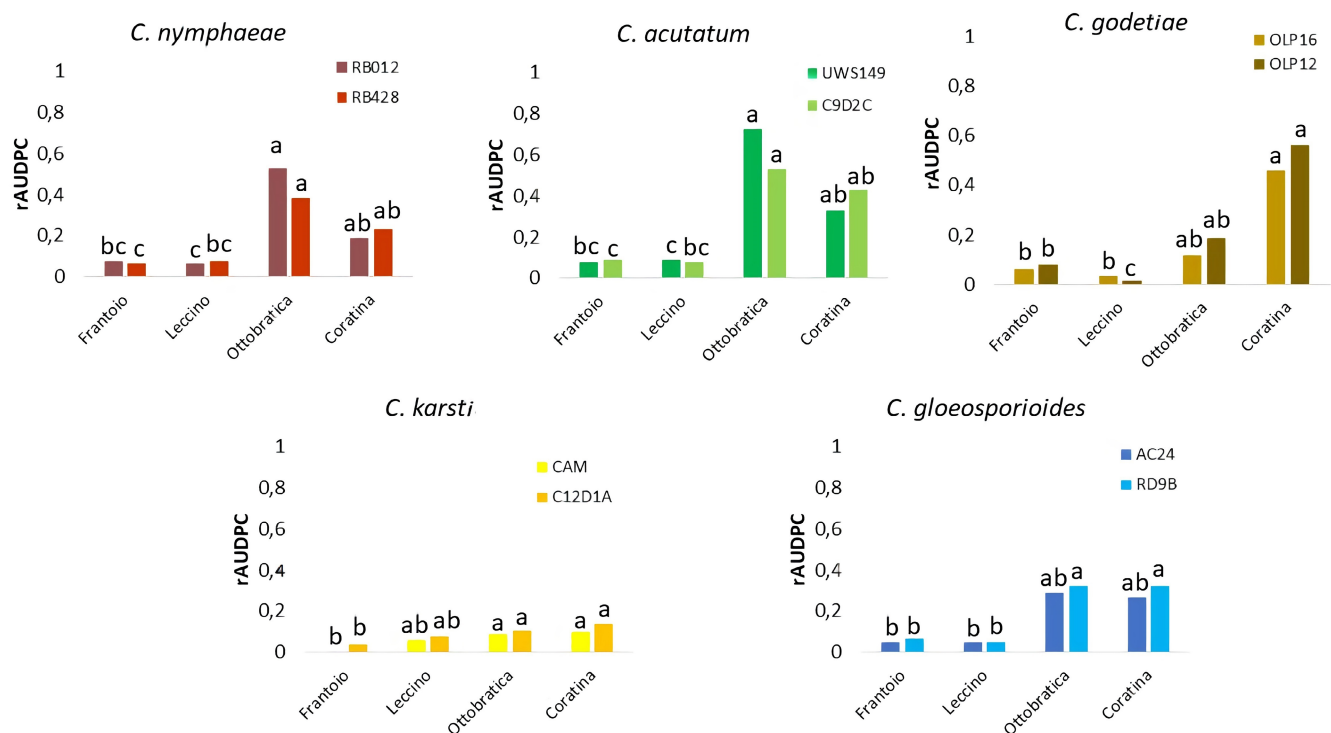 C. nymphaeae
1
0,8
0,6
0,4
0,2
0
rAUDPC
RB012
RB428
bc c
c bc
a
a
ab ab
Frantoio
Leccino
Ottobratica
Coratina
C. acutatum
1
0,8
0,6
0,4
0,2
0
rAUDPC
UWS149
C9D2C
bc c
c bc
a
a
ab ab
Frantoio
Leccino
Ottobratica
Coratina
C. godetiae
1
0,8
0,6
0,4
0,2
0
rAUDPC
OLP16
OLP12
b b
b c
ab ab
a
a
Frantoio
Leccino
Ottobratica
Coratina
C. karsti
1
0,8
0,6
0,4
0,2
0
rAUDPC
CAM
C12D1A
b b
ab ab
a a
a a
Frantoio
Leccino
Ottobratica
Coratina
C. gloeosporioides
1
0,8
0,6
0,4
0,2
0
rAUDPC
AC24
RD9B
b b
b b
ab a
ab a
Frantoio
Leccino
Ottobratica
Coratina